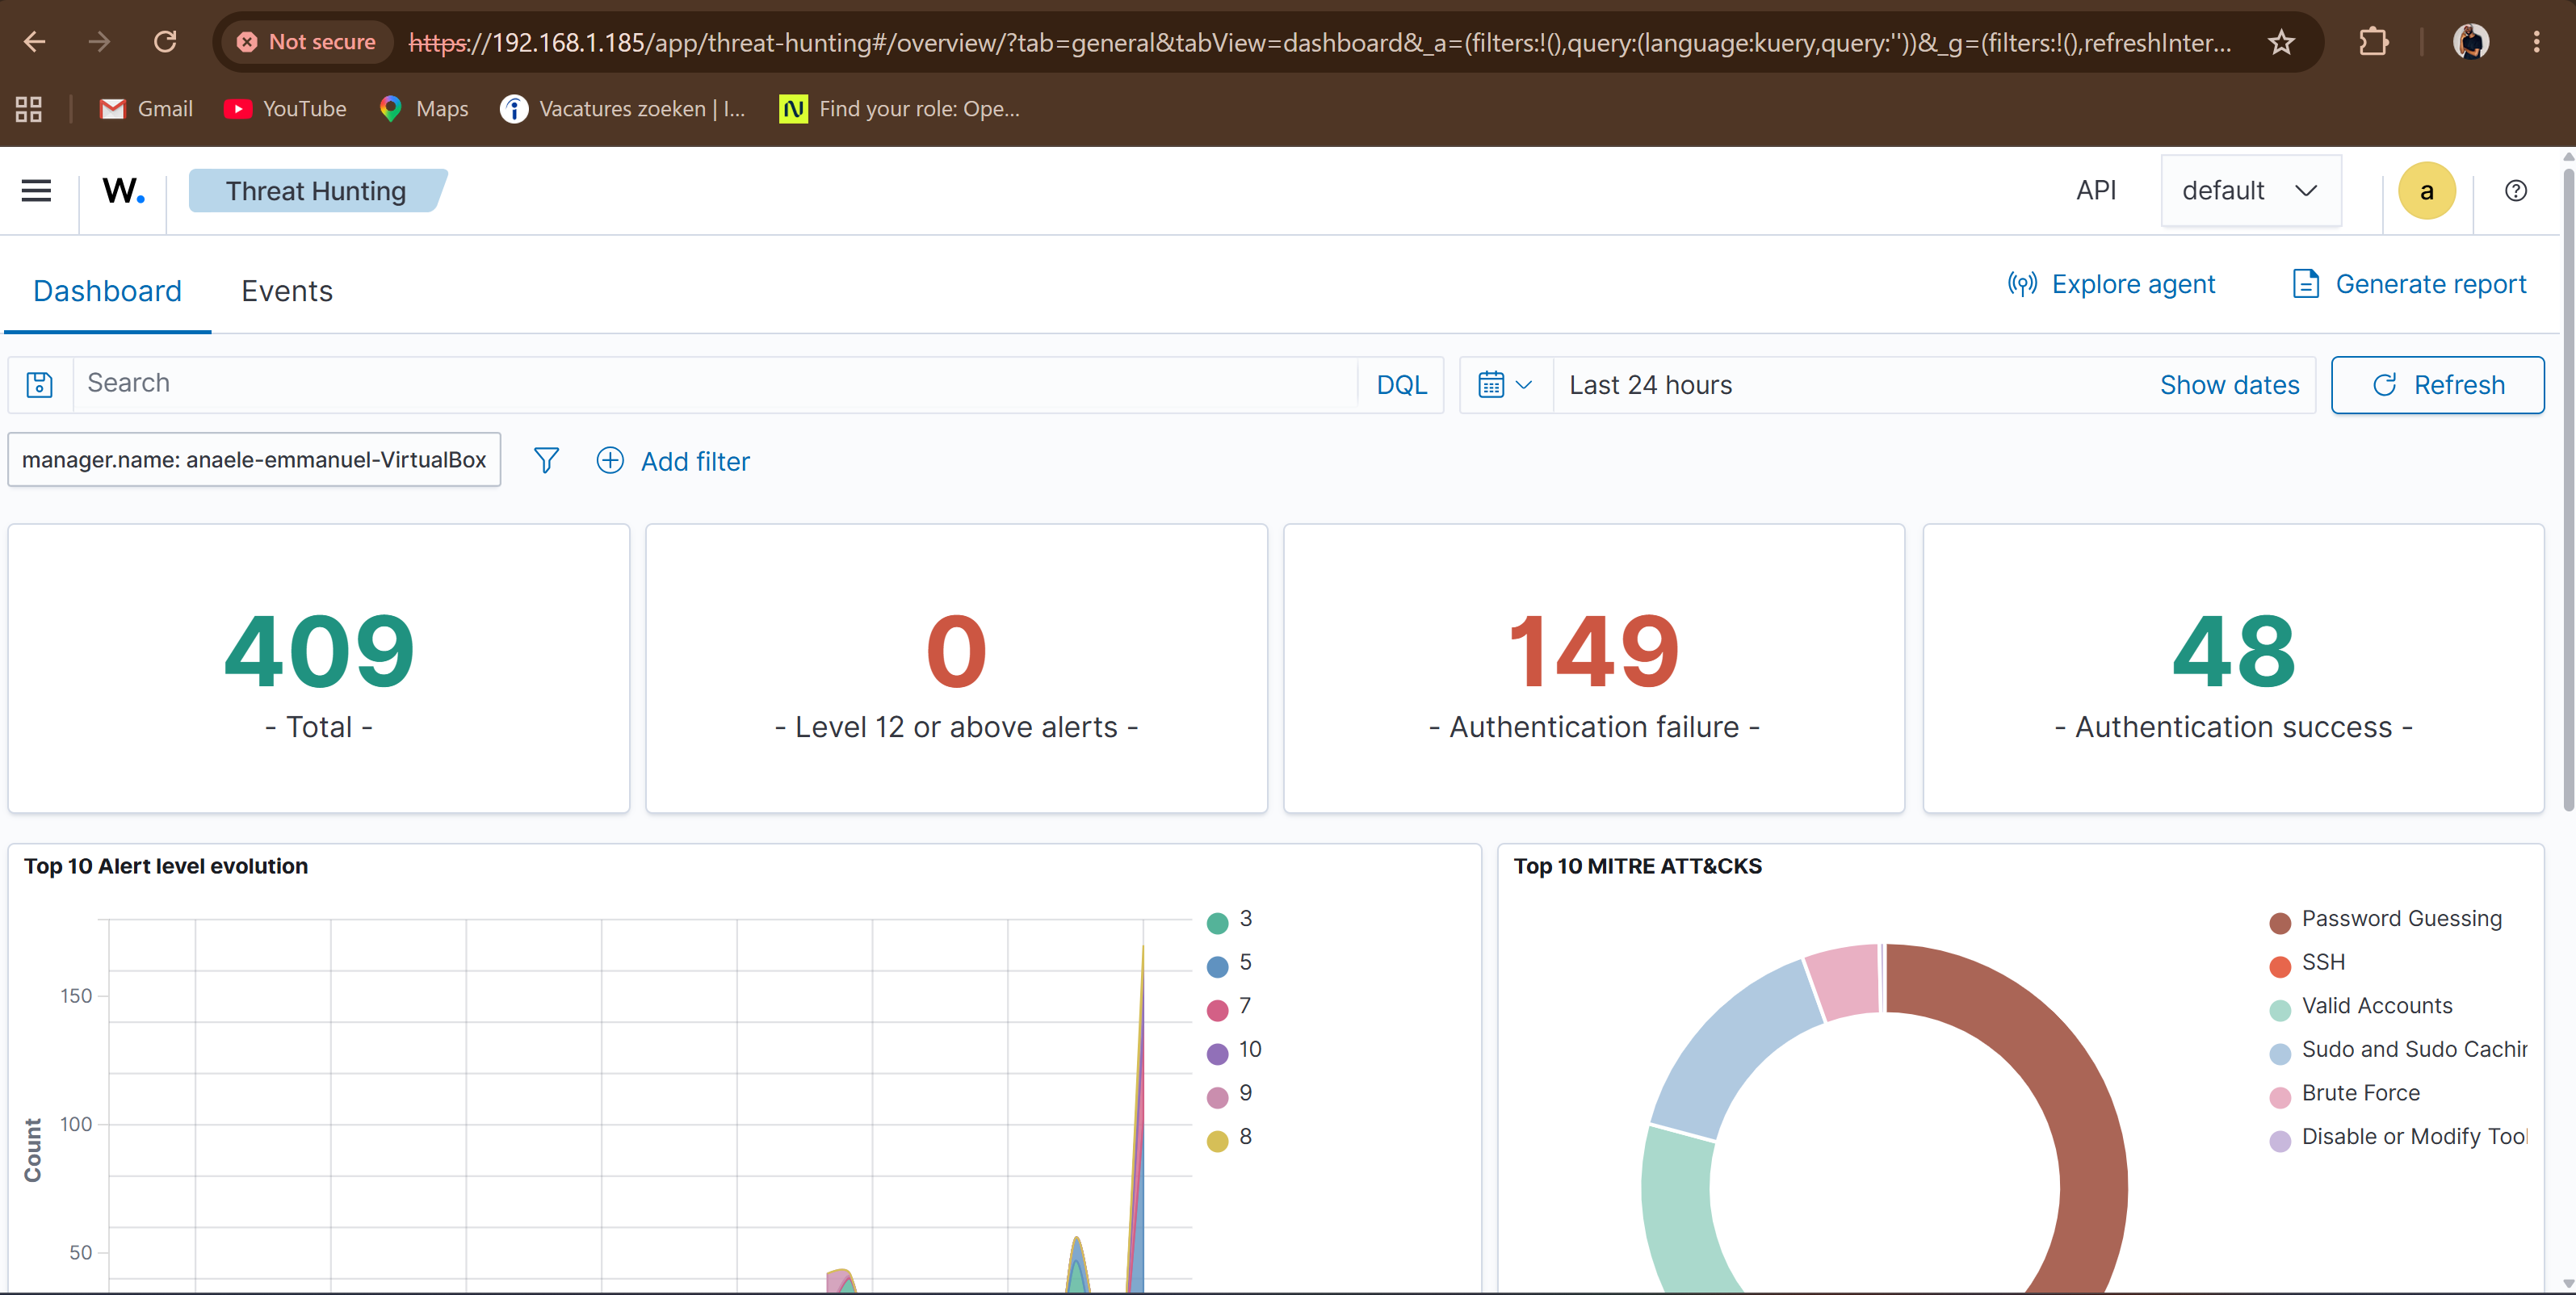 Not secure
https://192.168.1.185/app/threat-hunting#/overview/?tab=general&tabView=dashboard&_a=(filters:!(),query:(language:kuery,query:''))&_g=(filters:!(),refreshInter...
Gmail
YouTube
Maps
Vacatures zoeken | I...
Find your role: Ope...
W.
Threat Hunting
API
default
a
Dashboard
Events
Explore agent
Generate report
Search
DQL
Last 24 hours
Show dates
Refresh
manager.name: anaele-emmanuel-VirtualBox
Add filter
409
- Total -
0
- Level 12 or above alerts -
149
- Authentication failure -
48
- Authentication success -
Top 10 Alert level evolution
150
100
50
Count
3
5
7
10
9
8
Top 10 MITRE ATT&CKS
Password Guessing
SSH
Valid Accounts
Sudo and Sudo Cachin
Brute Force
Disable or Modify Tool